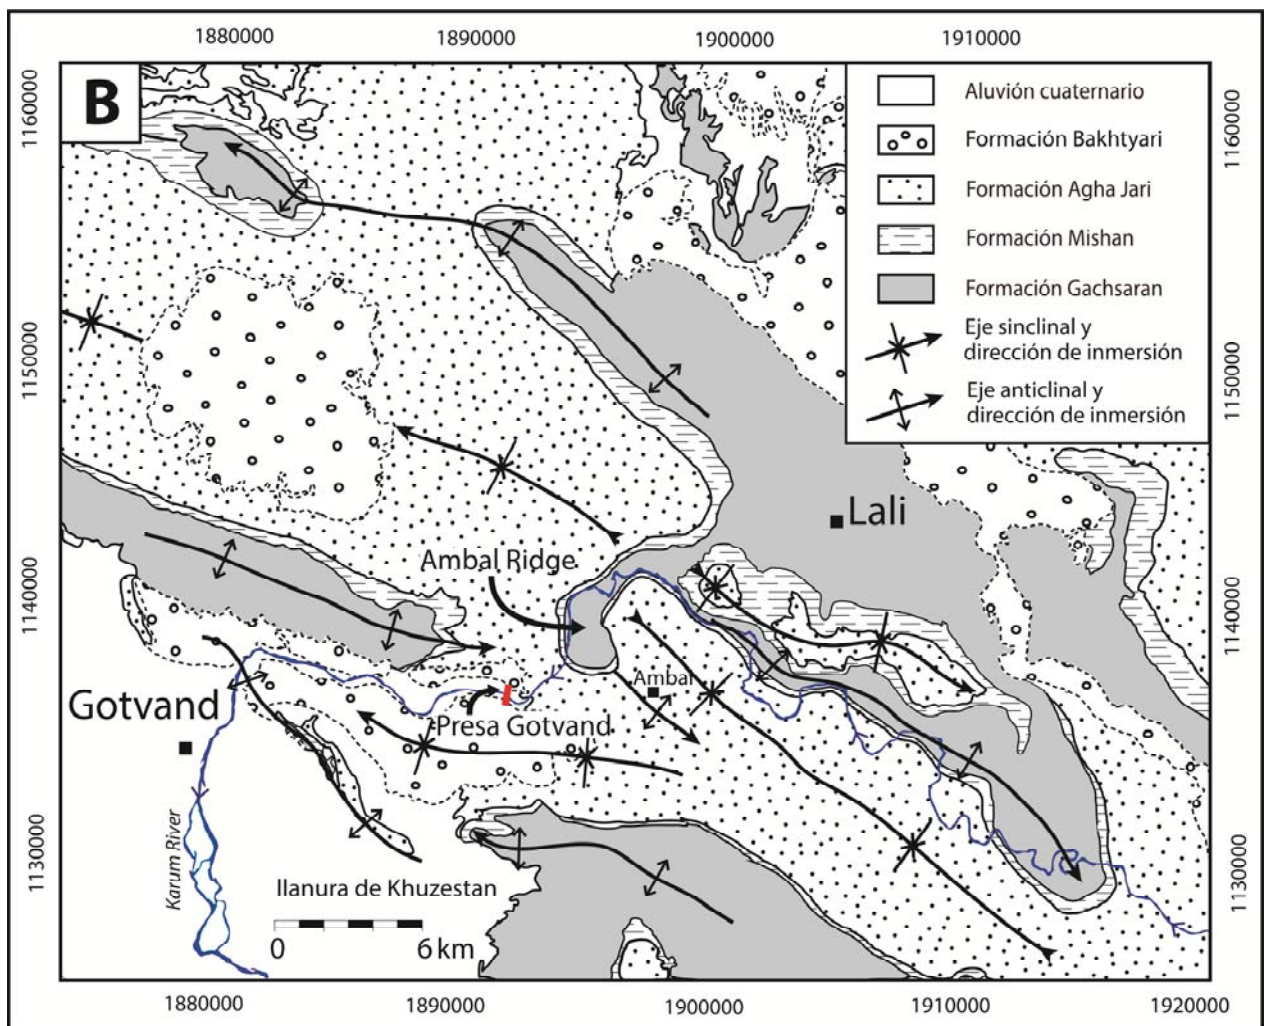 1880000 1890000 1900000 1910000
1160000
1150000
1140000
1130000
B
Aluvión cuaternario
Formación Bakhtyari
Formación Agha Jari
Formación Mishan
Formación Gachsaran
Eje sinclinal y
dirección de inmersión
Eje anticlinal y
dirección de inmersión
1160000
1150000
1140000
1130000
Lali
Ambal Ridge
Ambal
Gotvand
Presa Gotvand
Karum River
llanura de Khuzestan
0 6 km
1880000 1890000 1900000 1910000 1920000